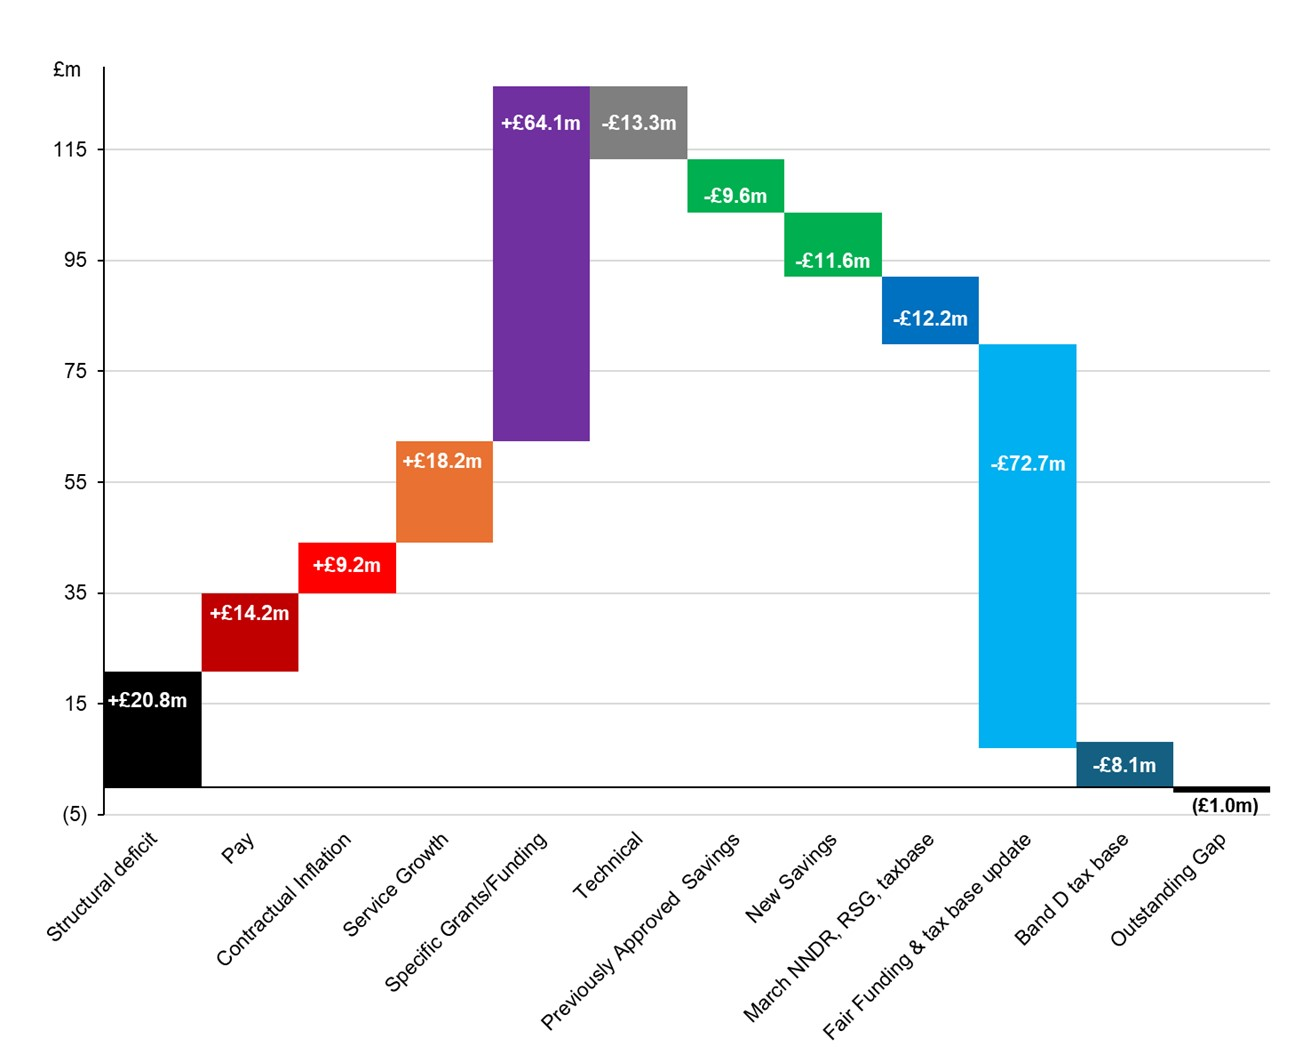 £m
115
95
75
55
35
15
(5)
+£20.8m
+£14.2m
+£9.2m
+£18.2m
+£64.1m
-£13.3m
-£9.6m
-£11.6m
-£12.2m
-£72.7m
-£8.1m
(£1.0m)
Structural deficit
Pay
Contractual Inflation
Service Growth
Specific Grants/Funding
Technical
Previously Approved  Savings
New Savings
March NNDR, RSG, taxbase
Fair Funding & tax base update
Band D tax base
Outstanding Gap